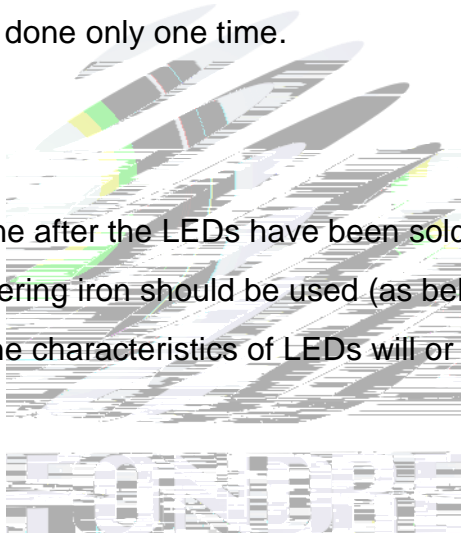 done only one time.
ne after the LEDs have been sold
ering iron should be used (as bel
ne characteristics of LEDs will or